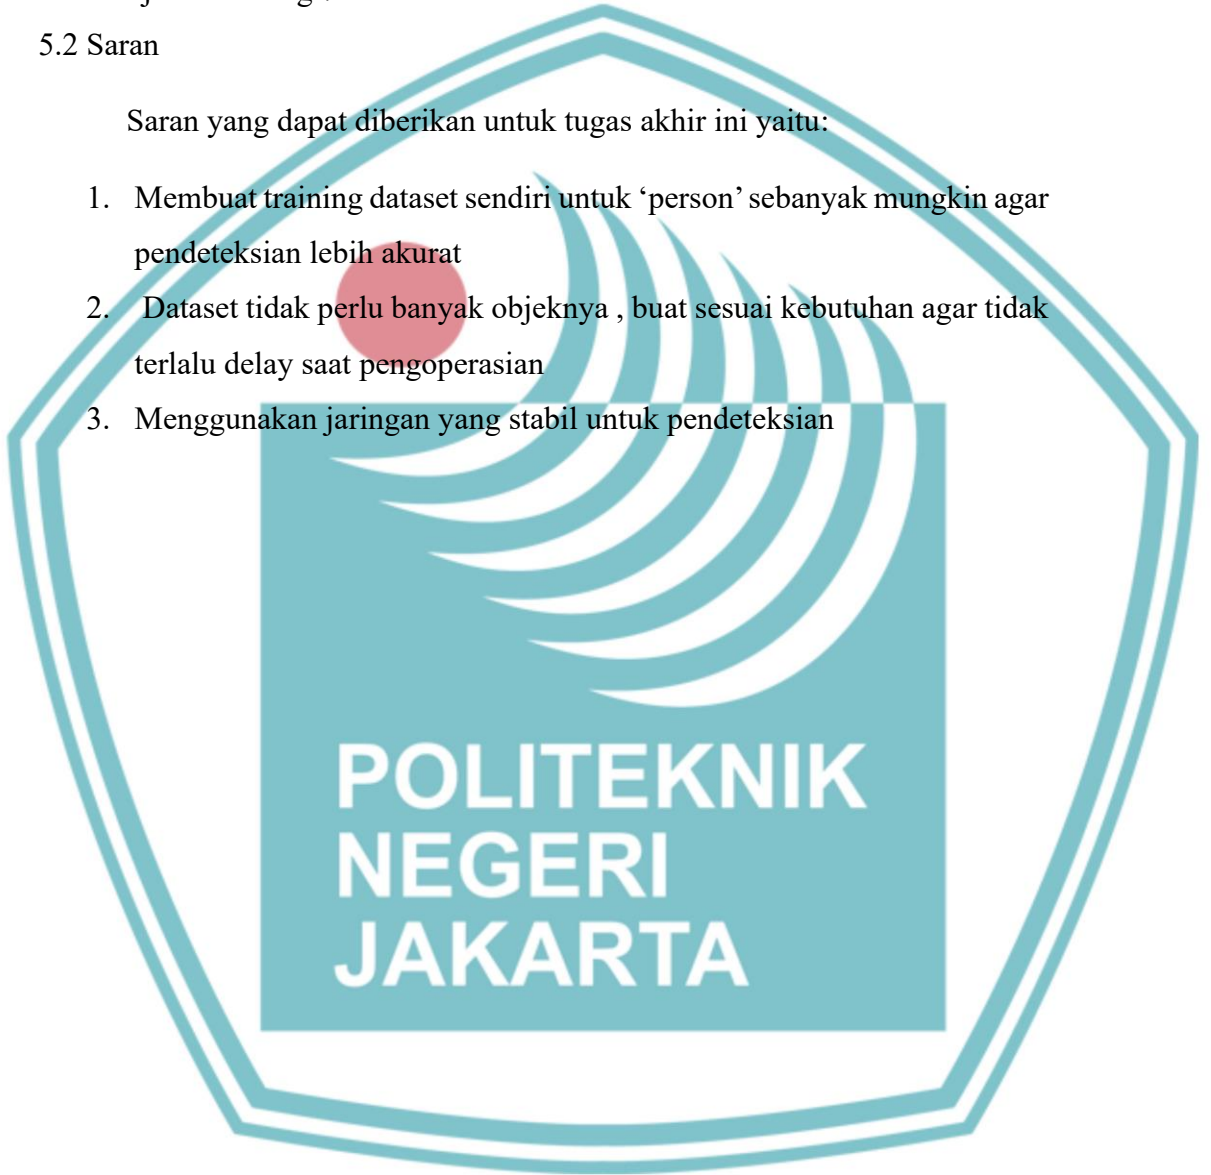 5.2 Saran
Saran yang dapat diberikan untuk tugas akhir ini yaitu:
1. Membuat training dataset sendiri untuk ‘person’ sebanyak mungkin agar
pendeteksian lebih akurat
2. Dataset tidak perlu banyak objeknya , buat sesuai kebutuhan agar tidak
terlalu delay saat pengoperasian
3. Menggunakan jaringan yang stabil untuk pendeteksian
POLITEKNIK
NEGERI
JAKARTA